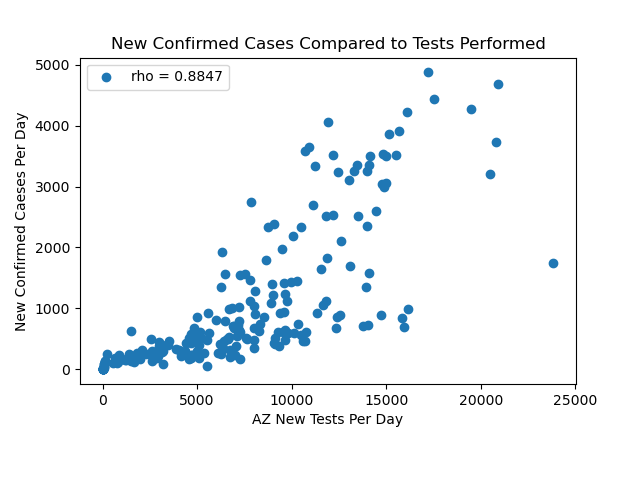 New Confirmed Cases Compared to Tests Performed
rho = 0.8847
New Confirmed Caeses Per Day
5000
4000
3000
2000
1000
0
0 5000 10000 15000 20000 25000
AZ New Tests Per Day